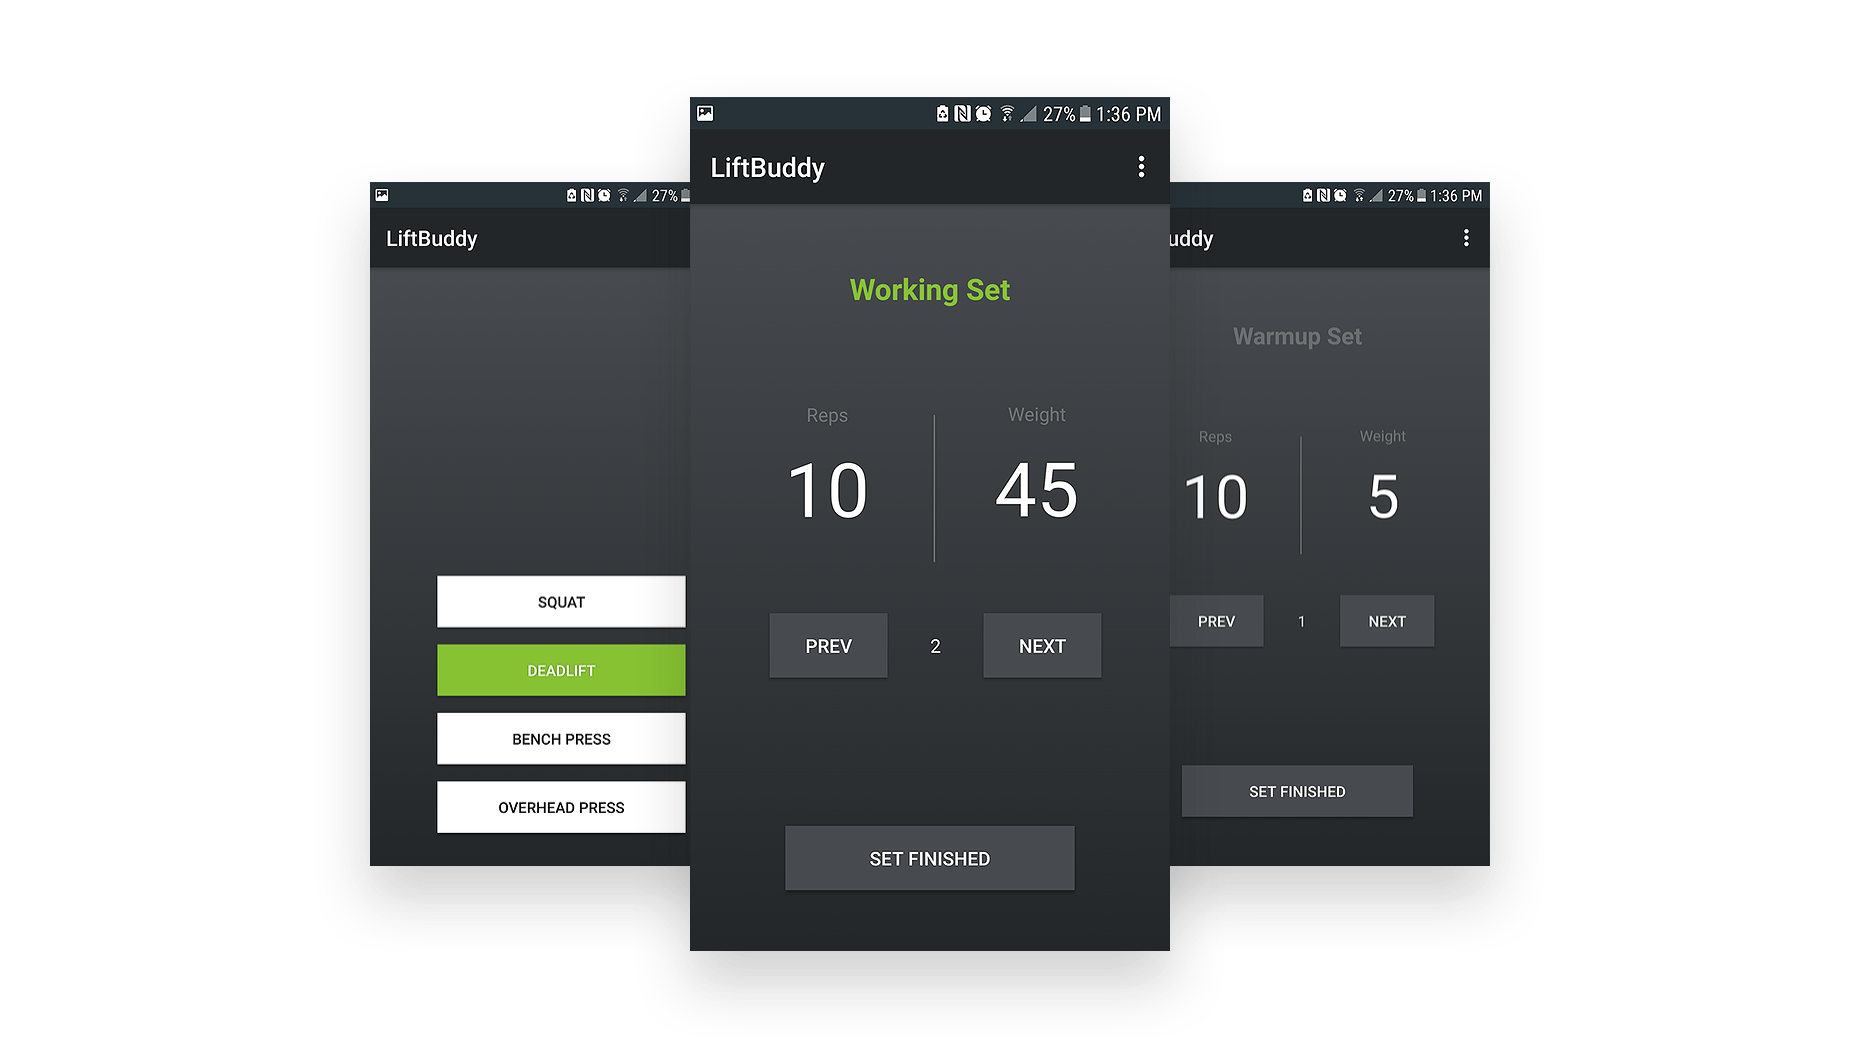 27%
LiftBuddy
SQUAT
DEADLIFT
BENCH PRESS
OVERHEAD PRESS
27% 1:36 PM
LiftBuddy
Working Set
Reps Weight
10 45
PREV 2 NEXT
SET FINISHED
27% 1:36 PM
uddy
Warmup Set
Reps Weight
10 5
PREV 1 NEXT
SET FINISHED